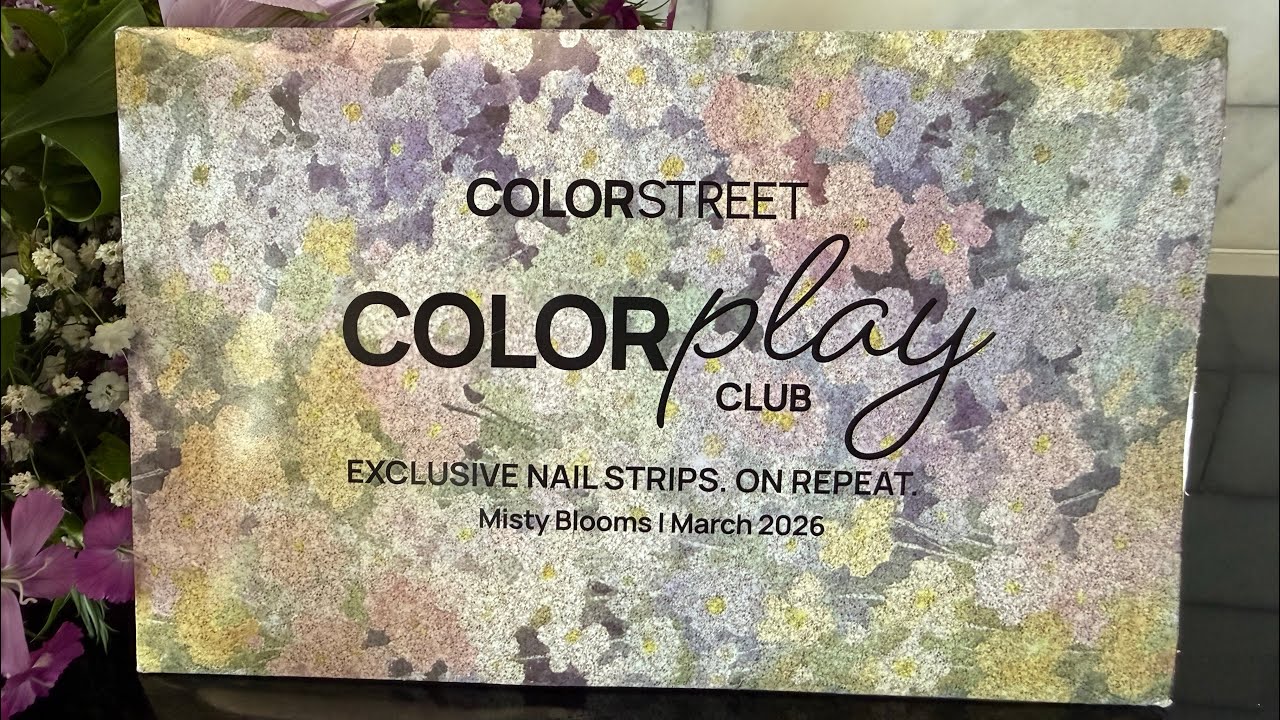 COLORSTREET
COLORplay
CLUB
EXCLUSIVE NAIL STRIPS. ON REPEAT.
Misty Blooms | March 2026